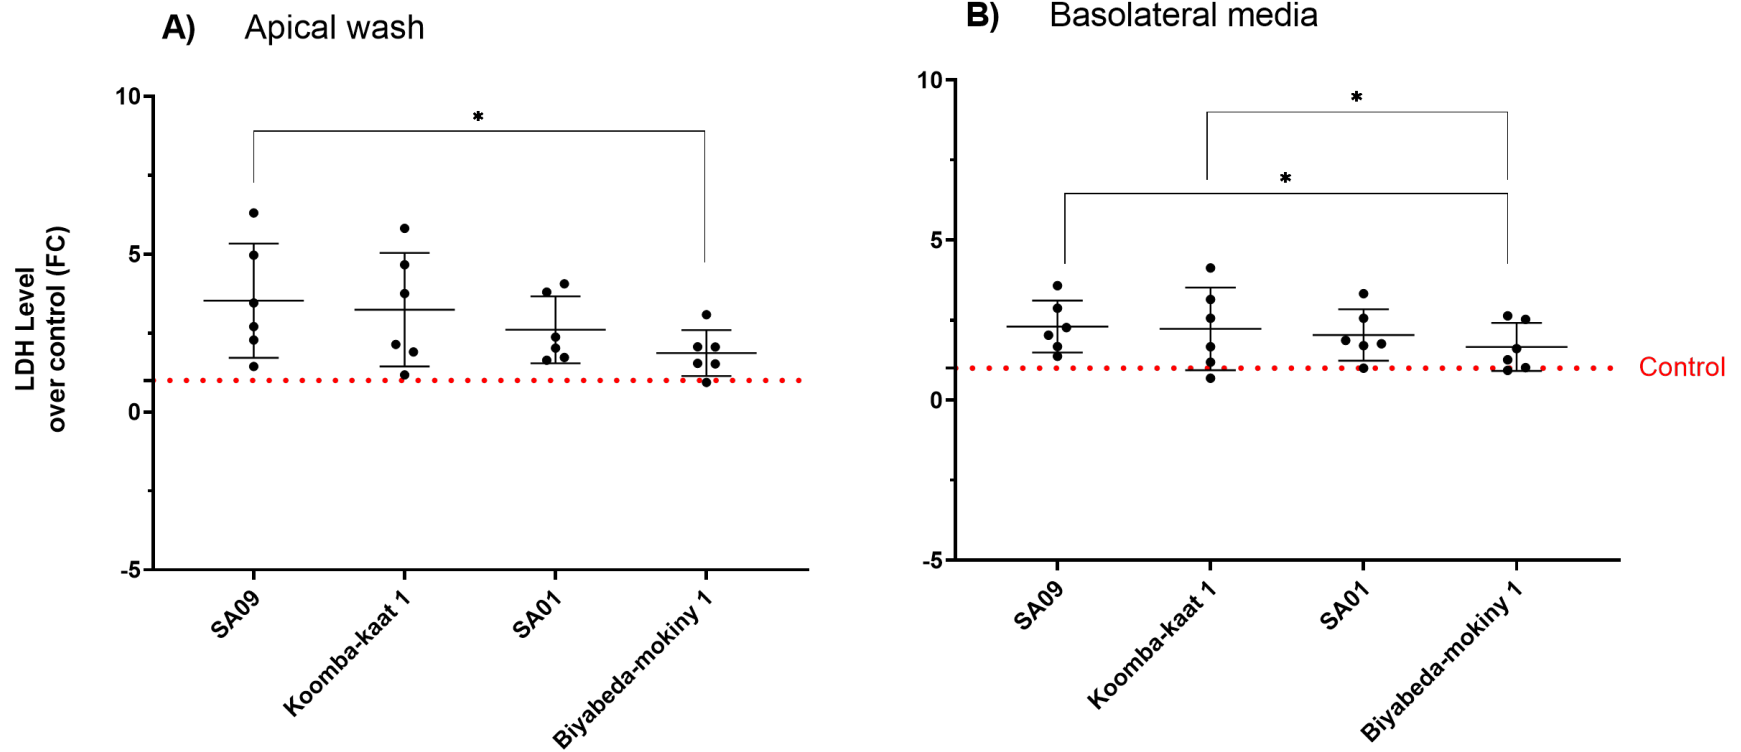 A) Apical wash
LDH Level
over control (FC)
10
5
0
-5
*
SA09
Koomba-kaat 1
SA01
Biyabeda-mokiny 1
B) Basolateral media
10
5
0
-5
*
*
Control
SA09
Koomba-kaat 1
SA01
Biyabeda-mokiny 1